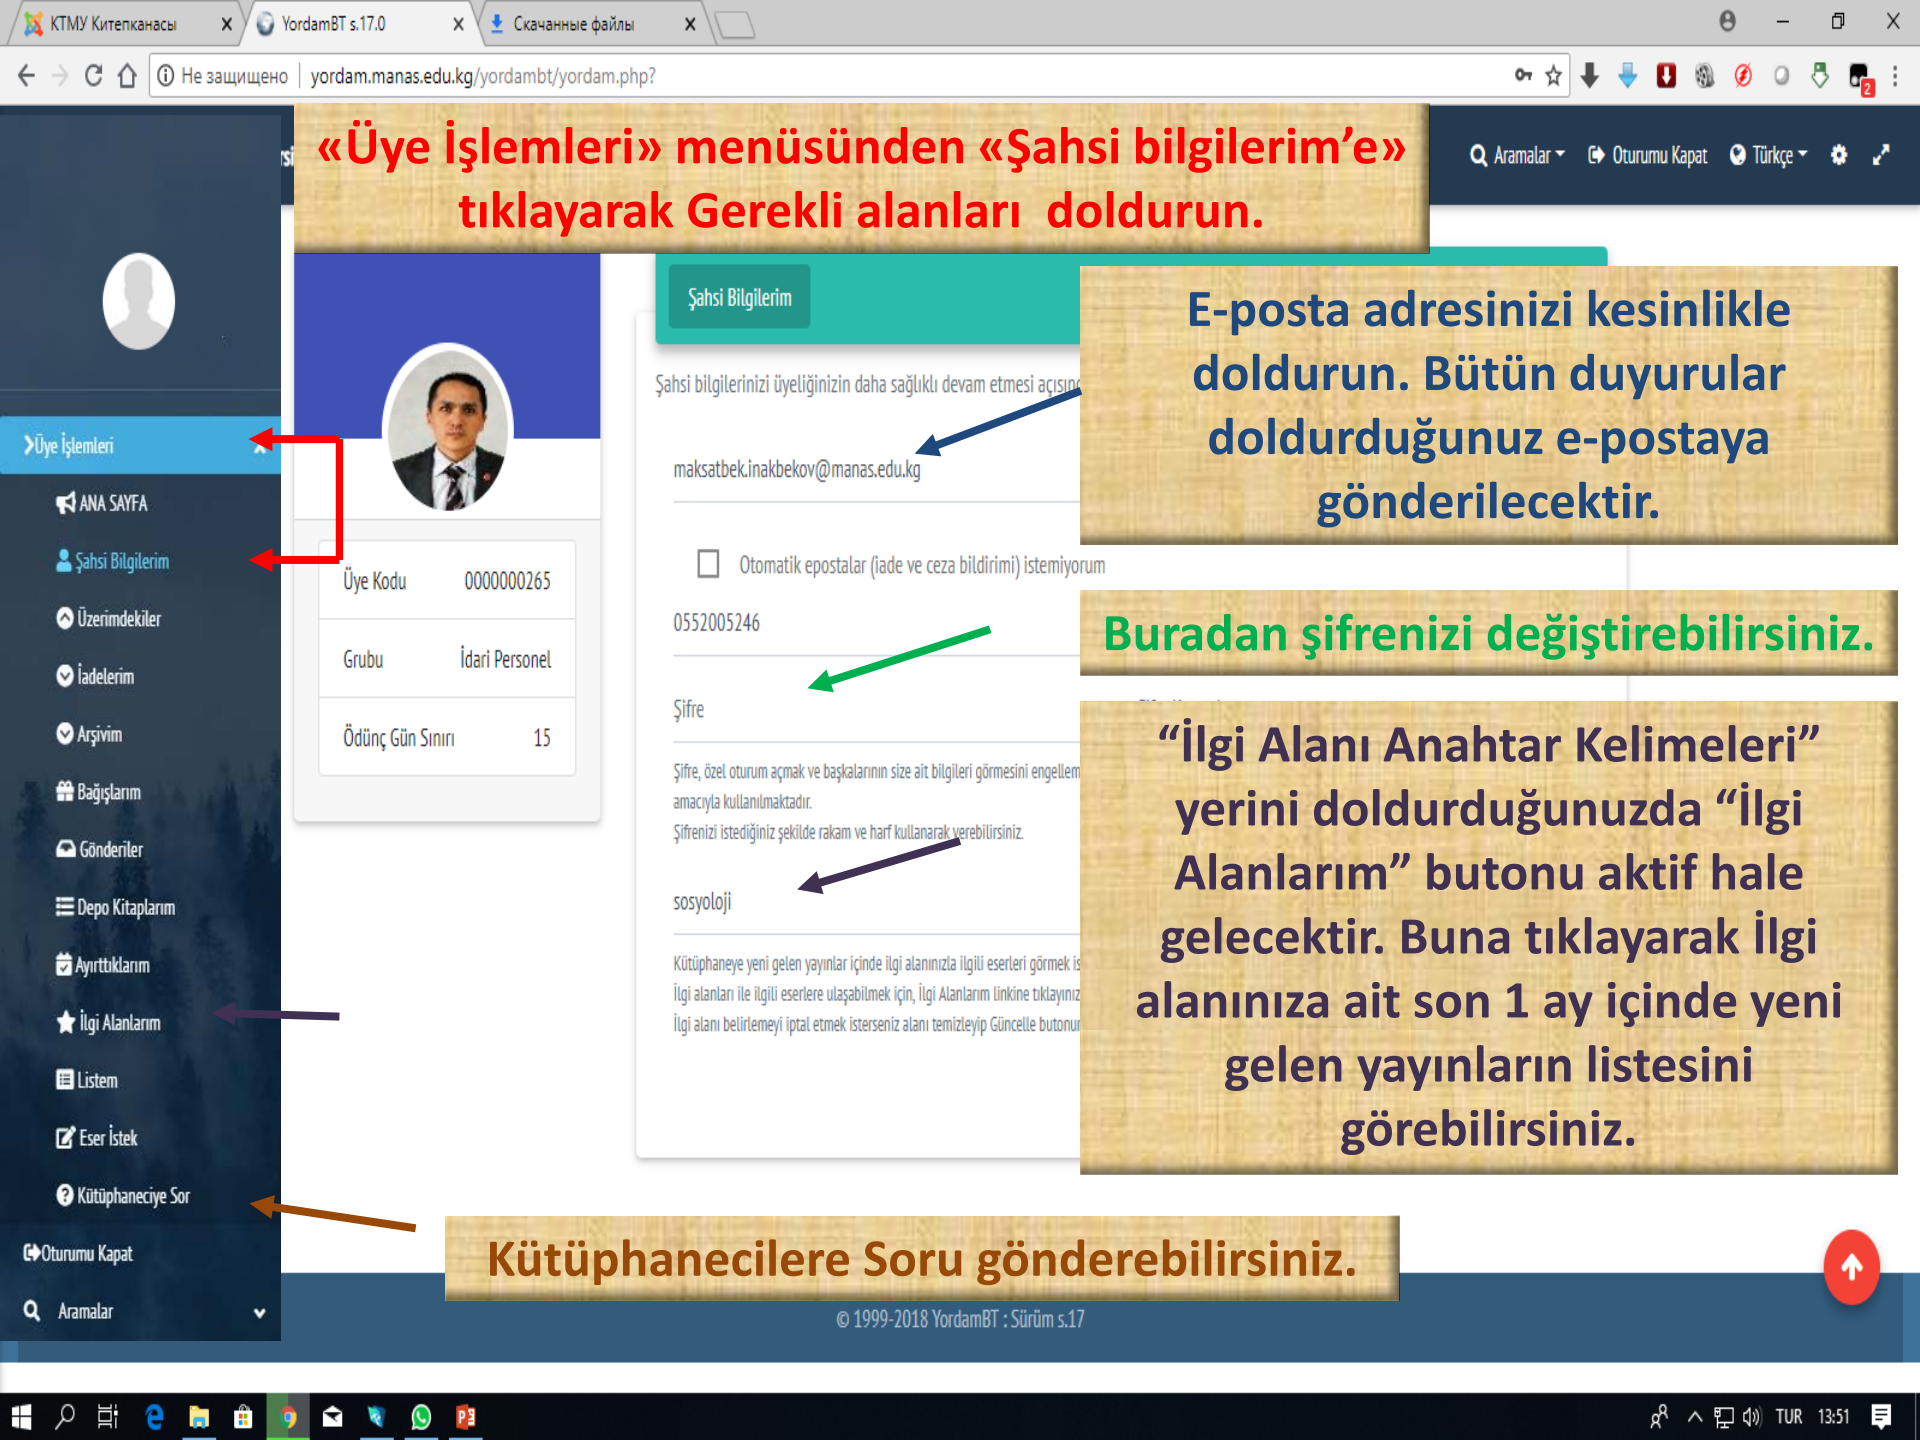 КТМУ Китепканасы
YordamBT s.17.0
Скачанные файлы
Не защищено
yordam.manas.edu.kg/yordambt/yordam.php?
«Üye İşlemleri» menüsünden «Şahsi bilgilerim’e»
tıklayarak Gerekli alanları doldurun.
Aramalar
Oturumu Kapat
Türkçe
Üye İşlemleri
ANA SAYFA
Şahsi Bilgilerim
Üzerimdekiler
İadelerim
Arşivim
Bağışlarım
Gönderiler
Depo Kitaplarım
Ayırttıklarım
İlgi Alanlarım
Listem
Eser İstek
Kütüphaneciye Sor
Oturumu Kapat
Aramalar
Üye Kodu 0000000265
Grubu İdari Personel
Ödünç Gün Sınırı 15
Şahsi Bilgilerim
Şahsi bilgilerinizi üyeliğinizin daha sağlıklı devam etmesi
maksatbek.inakbekov@manas.edu.kg
Otomatik epostalar (iade ve ceza bildirimi) istemiyorum
0552005246
Şifre
Şifre, özel oturum açmak ve başkalarının size ait bilgileri görmesini engellem
amacıyla kullanılmaktadır.
Şifrenizi istediğiniz şekilde rakam ve harf kullanarak verebilirsiniz.
sosyoloji
Kütüphaneye yeni gelen yayınlar içinde ilgi alanınızla ilgili eserleri görmek is
İlgi alanları ile ilgili eserlere ulaşabilmek için, İlgi Alanlarım linkine tıklayınız
İlgi alanı belirlemeyi iptal etmek isterseniz alanı temizleyip Güncelle butonu
E-posta adresinizi kesinlikle
doldurun. Bütün duyurular
doldurduğunuz e-postaya
gönderilecektir.
Buradan şifrenizi değiştirebilirsiniz.
“İlgi Alanı Anahtar Kelimeleri”
yerini doldurduğunuzda “İlgi
Alanlarım” butonu aktif hale
gelecektir. Buna tıklayarak İlgi
alanınıza ait son 1 ay içinde yeni
gelen yayınların listesini
görebilirsiniz.
Kütüphanecilere Soru gönderebilirsiniz.
© 1999-2018 YordamBT : Sürüm s.17
TUR 13:51